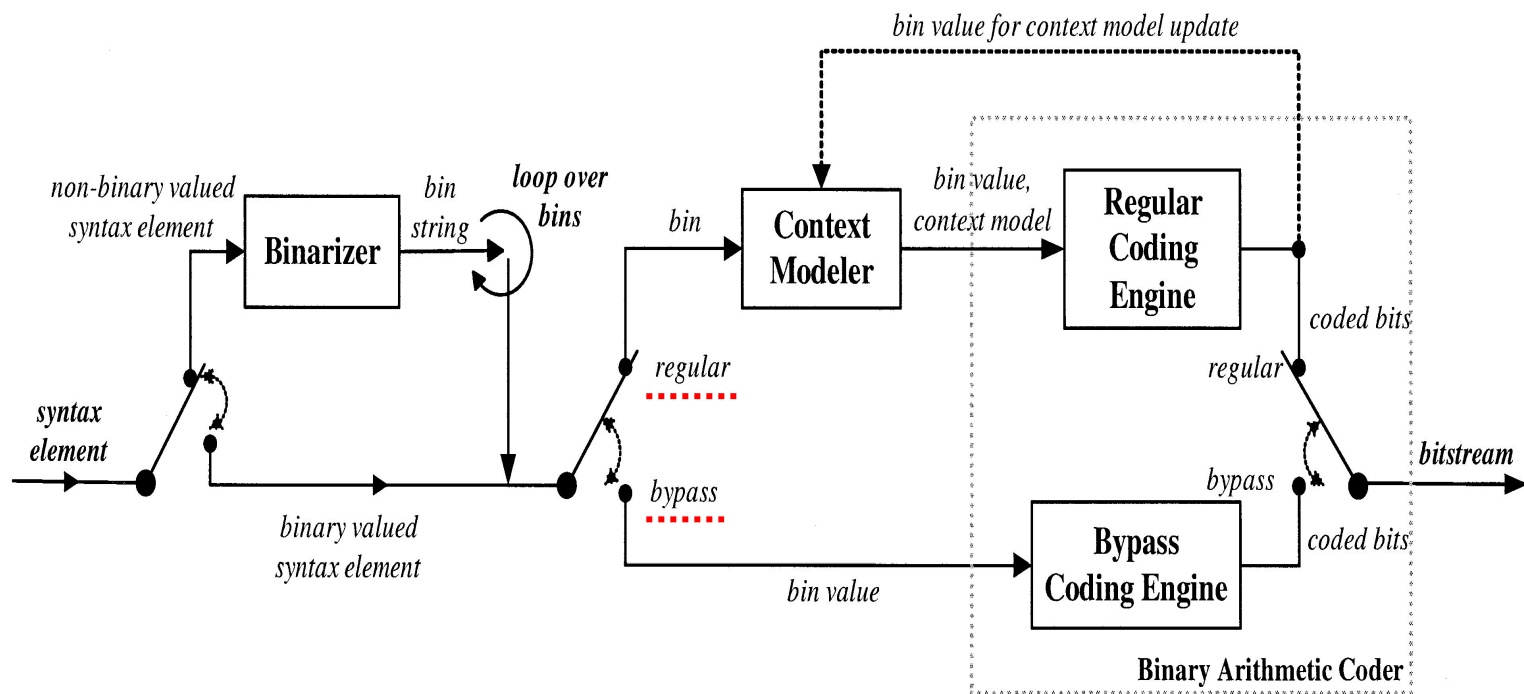 bin value for context model update
non-binary valued
syntax element
bin
string
loop over
bins
Binarizer
bin
Context
Modeler
bin value,
context model
Regular
Coding
Engine
coded bits
regular
regular
syntax
element
bypass
bypass
bitstream
binary valued
syntax element
bin value
Bypass
Coding Engine
coded bits
Binary Arithmetic Coder